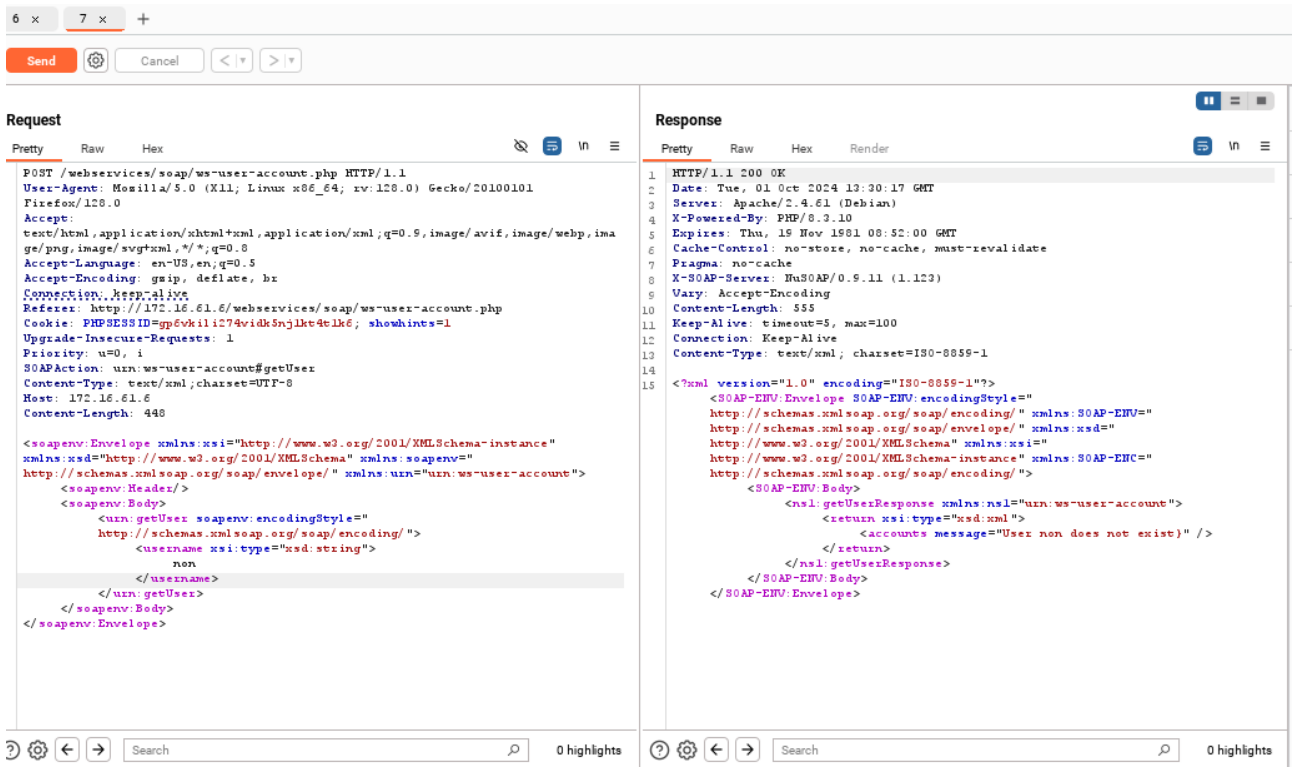 6 ×
7 ×
+
Send
Cancel
< | ▾
> | ▾
Request
Pretty
Raw
Hex
\n
POST /webservices/soap/ws-user-account.php HTTP/1.1
User-Agent: Mozilla/5.0 (X11; Linux x86_64; rv:128.0) Gecko/20100101
Firefox/128.0
Accept:
text/html,application/xhtml+xml,application/xml;q=0.9,image/avif,image/webp,ima
ge/png,image/svg+xml,*/*;q=0.8
Accept-Language: en-US,en;q=0.5
Accept-Encoding: gzip, deflate, br
Connection: keep-alive
Referer: http://172.16.61.6/webservices/soap/ws-user-account.php
Cookie: PHPSESSID=gp6vkili274vidk5njlkt4tlk6; showhints=1
Upgrade-Insecure-Requests: 1
Priority: u=0, i
SOAPAction: urn:ws-user-account#getUser
Content-Type: text/xml;charset=UTF-8
Host: 172.16.61.6
Content-Length: 448
<soapenv:Envelope xmlns:xsi="http://www.w3.org/2001/XMLSchema-instance"
xmlns:xsd="http://www.w3.org/2001/XMLSchema" xmlns:soapenv="
http://schemas.xmlsoap.org/soap/envelope/" xmlns:urn="urn:ws-user-account">
<soapenv:Header/>
<soapenv:Body>
<urn:getUser soapenv:encodingStyle="
http://schemas.xmlsoap.org/soap/encoding/">
<username xsi:type="xsd:string">
non
</username>
</urn:getUser>
</soapenv:Body>
</soapenv:Envelope>
Search
0 highlights
Response
Pretty
Raw
Hex
Render
\n
1 HTTP/1.1 200 OK
2 Date: Tue, 01 Oct 2024 13:30:17 GMT
3 Server: Apache/2.4.61 (Debian)
4 X-Powered-By: PHP/8.3.10
5 Expires: Thu, 19 Nov 1981 08:52:00 GMT
6 Cache-Control: no-store, no-cache, must-revalidate
7 Pragma: no-cache
8 X-SOAP-Server: NuSOAP/0.9.11 (1.123)
9 Vary: Accept-Encoding
10 Content-Length: 555
11 Keep-Alive: timeout=5, max=100
12 Connection: Keep-Alive
13 Content-Type: text/xml; charset=ISO-8859-1
14
15 <?xml version="1.0" encoding="ISO-8859-1"?>
<SOAP-ENV:Envelope SOAP-ENV:encodingStyle="
http://schemas.xmlsoap.org/soap/encoding/" xmlns:SOAP-ENV="
http://schemas.xmlsoap.org/soap/envelope/" xmlns:xsd="
http://www.w3.org/2001/XMLSchema" xmlns:xsi="
http://www.w3.org/2001/XMLSchema-instance" xmlns:SOAP-ENC="
http://schemas.xmlsoap.org/soap/encoding/">
<SOAP-ENV:Body>
<ns1:getUserResponse xmlns:ns1="urn:ws-user-account">
<return xsi:type="xsd:xml">
<accounts message="User non does not exist}" />
</return>
</ns1:getUserResponse>
</SOAP-ENV:Body>
</SOAP-ENV:Envelope>
Search
0 highlights